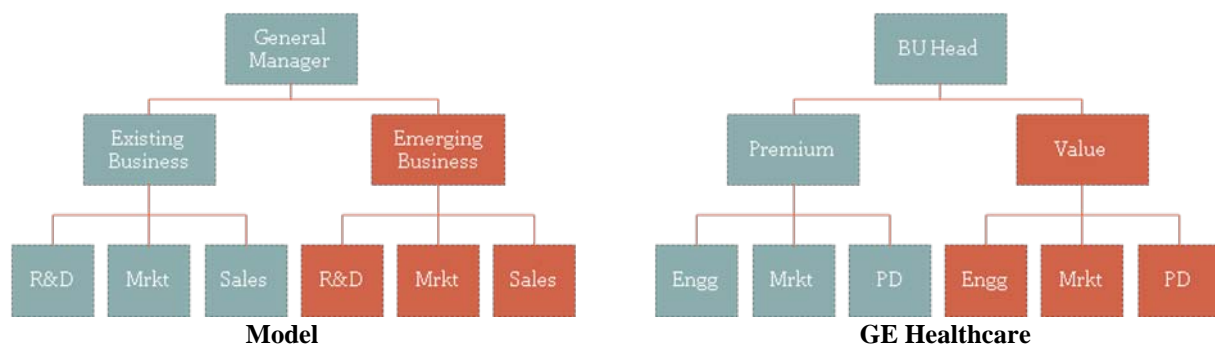 General
Manager
BU Head
Existing
Business
Emerging
Business
Premium
Value
R&D
Mrkt
Sales
R&D
Mrkt
Sales
Engg
Mrkt
PD
Engg
Mrkt
PD
Model
GE Healthcare